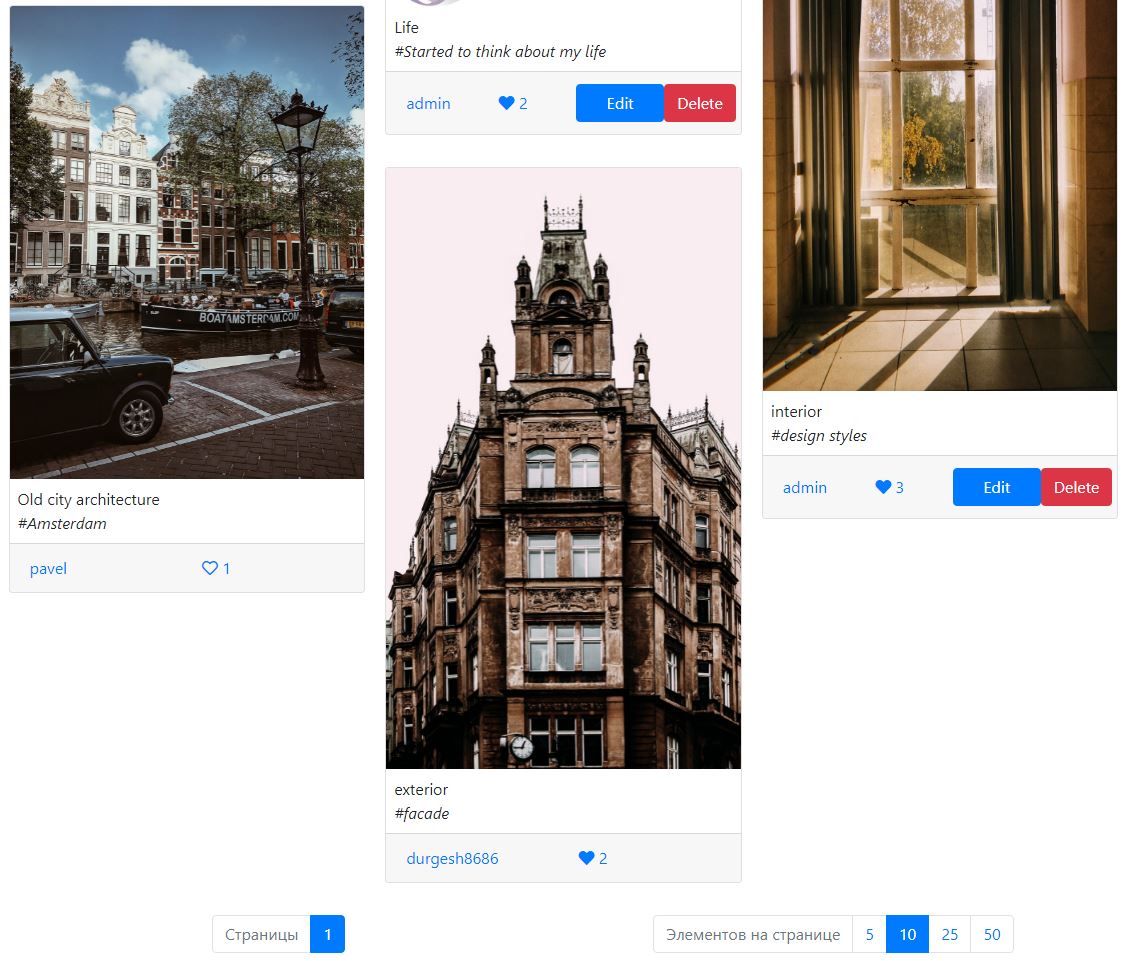 BOATAMSTERDAM.COM
Old city architecture
#Amsterdam
pavel 1
Life
#Started to think about my life
admin 2 Edit Delete
exterior
#facade
durgesh8686 2
interior
#design styles
admin 3 Edit Delete
Страницы 1
Элементов на странице 5 10 25 50